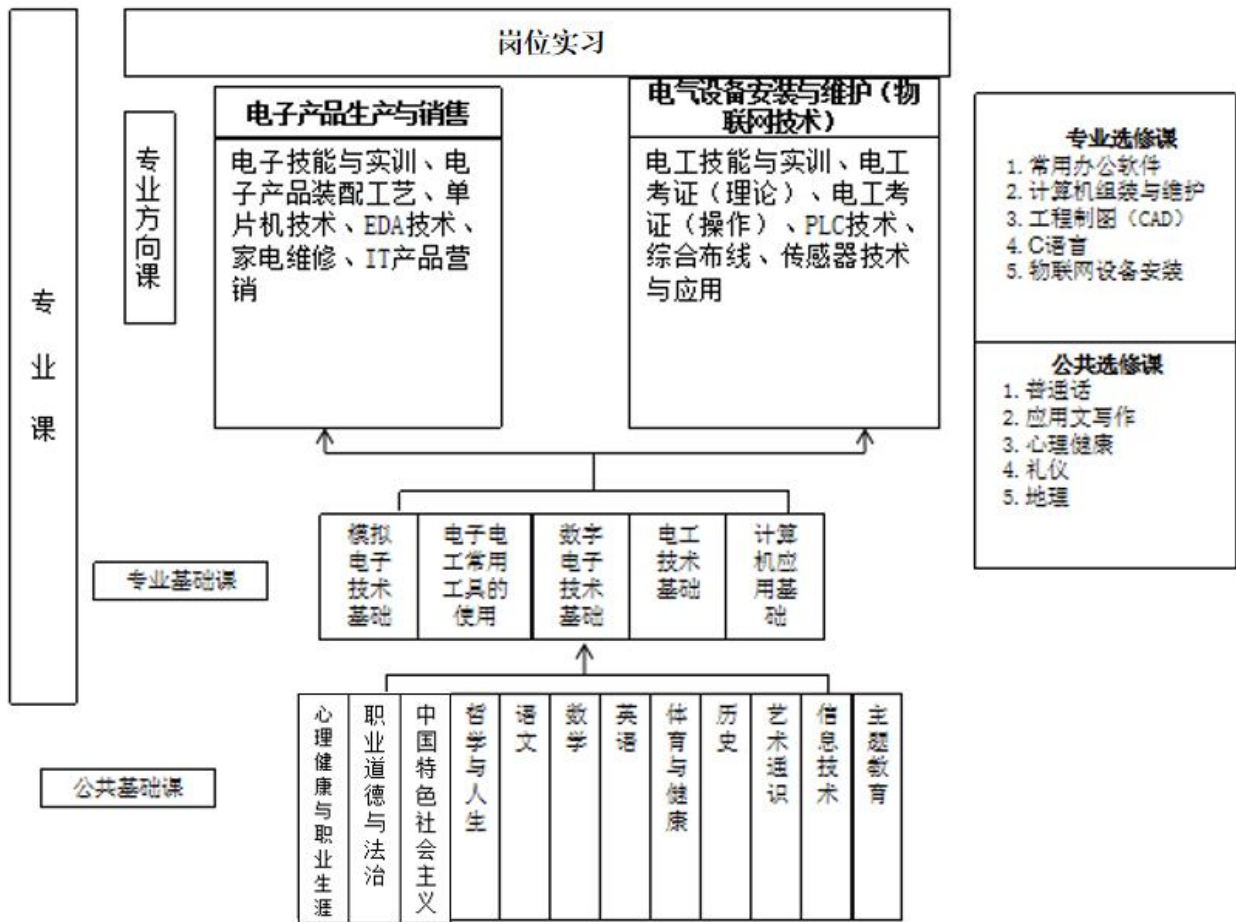 岗位实习
专业课
专业方向课
电子产品生产与销售
电子技能与实训、电
子产品装配工艺、单
片机技术、EDA技术、
家电维修、IT产品营
销
电气设备安装与维护（物
联网技术）
电工技能与实训、电工
考证（理论）、电工考
证（操作）、PLC技术、
综合布线、传感器技术
与应用
专业选修课
1. 常用办公软件
2. 计算机组装与维护
3. 工程制图（CAD）
4. C语言
5. 物联网设备安装
公共选修课
1. 普通话
2. 应用文写作
3. 心理健康
4. 礼仪
5. 地理
专业基础课
模拟
电子
技术
基础
电子电
工常用
工具的
使用
数字
电子
技术
基础
电工
技术
基础
计算
机应
用基
础
公共基础课
心理健康与职业生涯
职业道德与法治
中国特色社会主义
哲学与人生
语文
数学
英语
体育与健康
历史
艺术通识
信息技术
主题教育